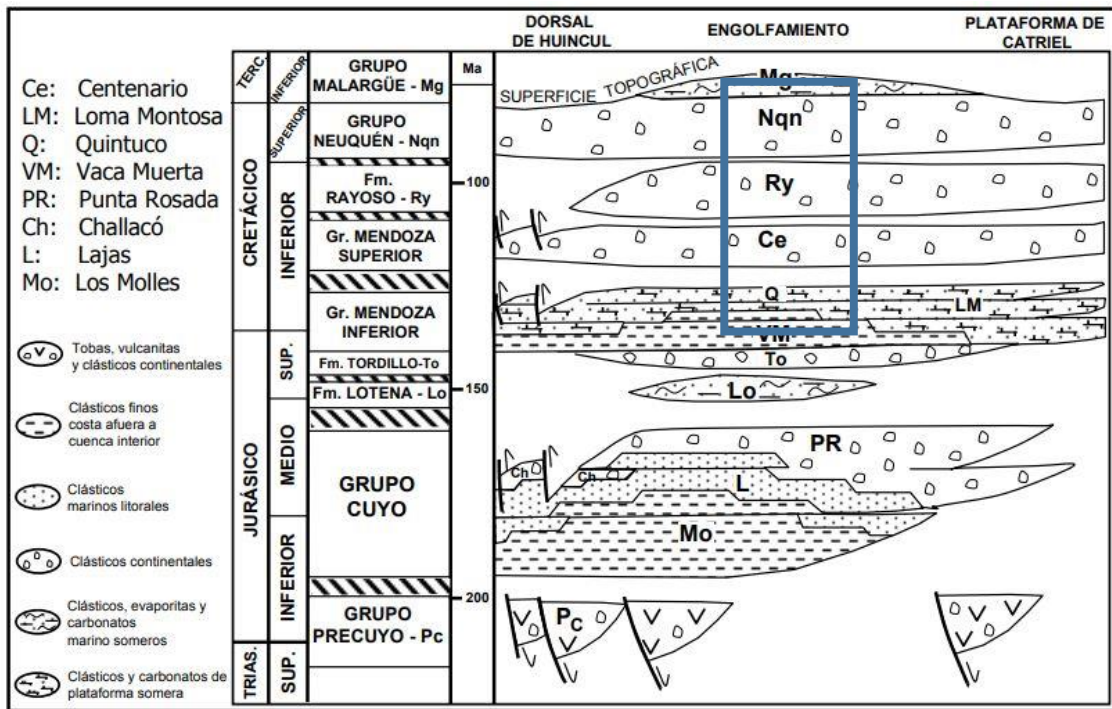 DORSAL
DE HUINCUL
ENGOLFAMIENTO
PLATAFORMA DE
CATRIEL
Ce: Centenario
LM: Loma Montosa
Q: Quintuco
VM: Vaca Muerta
PR: Punta Rosada
Ch: Challacó
L: Lajas
Mo: Los Molles
Tobas, vulcanitas
y clásticos continentales
Clásticos finos
costa afuera a
cuenca interior
Clásticos
marinos litorales
Clásticos continentales
Clásticos, evaporitas y
carbonatos
marino someros
Clásticos y carbonatos de
plataforma somera
TERC.
CRETÁCICO
JURÁSICO
TRIAS.
INFERIOR
SUPERIOR
INFERIOR
SUP.
MEDIO
INFERIOR
SUP.
GRUPO
MALARGÜE - Mg
GRUPO
NEUQUÉN - Nqn
Fm.
RAYOSO - Ry
Gr. MENDOZA
SUPERIOR
Gr. MENDOZA
INFERIOR
Fm. TORDILLO-To
Fm. LOTENA - Lo
GRUPO
CUYO
GRUPO
PRECUYO - Pc
Ma
100
150
200
SUPERFICIE TOPOGRÁFICA
Mg
Nqn
Ry
Ce
Q
LM
VM
To
Lo
PR
Ch
Ch
L
Mo
Pc